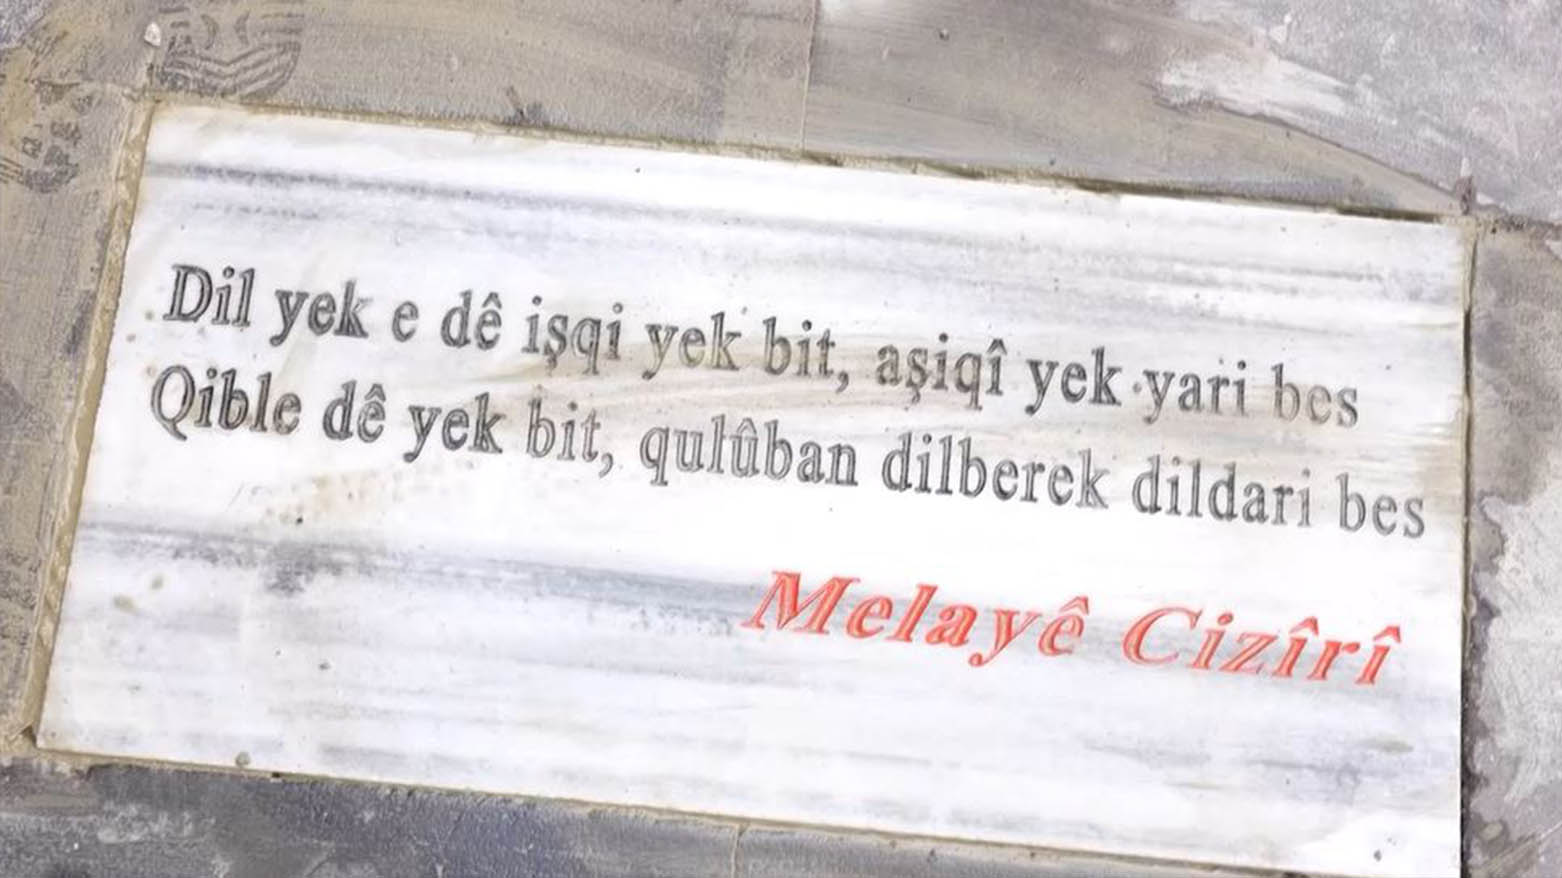 Dil yek e dê işqi yek bit, aşiqî yek yari bes
Qible dê yek bit, qulûban dilberek dildari bes
Melayê Cizîrî